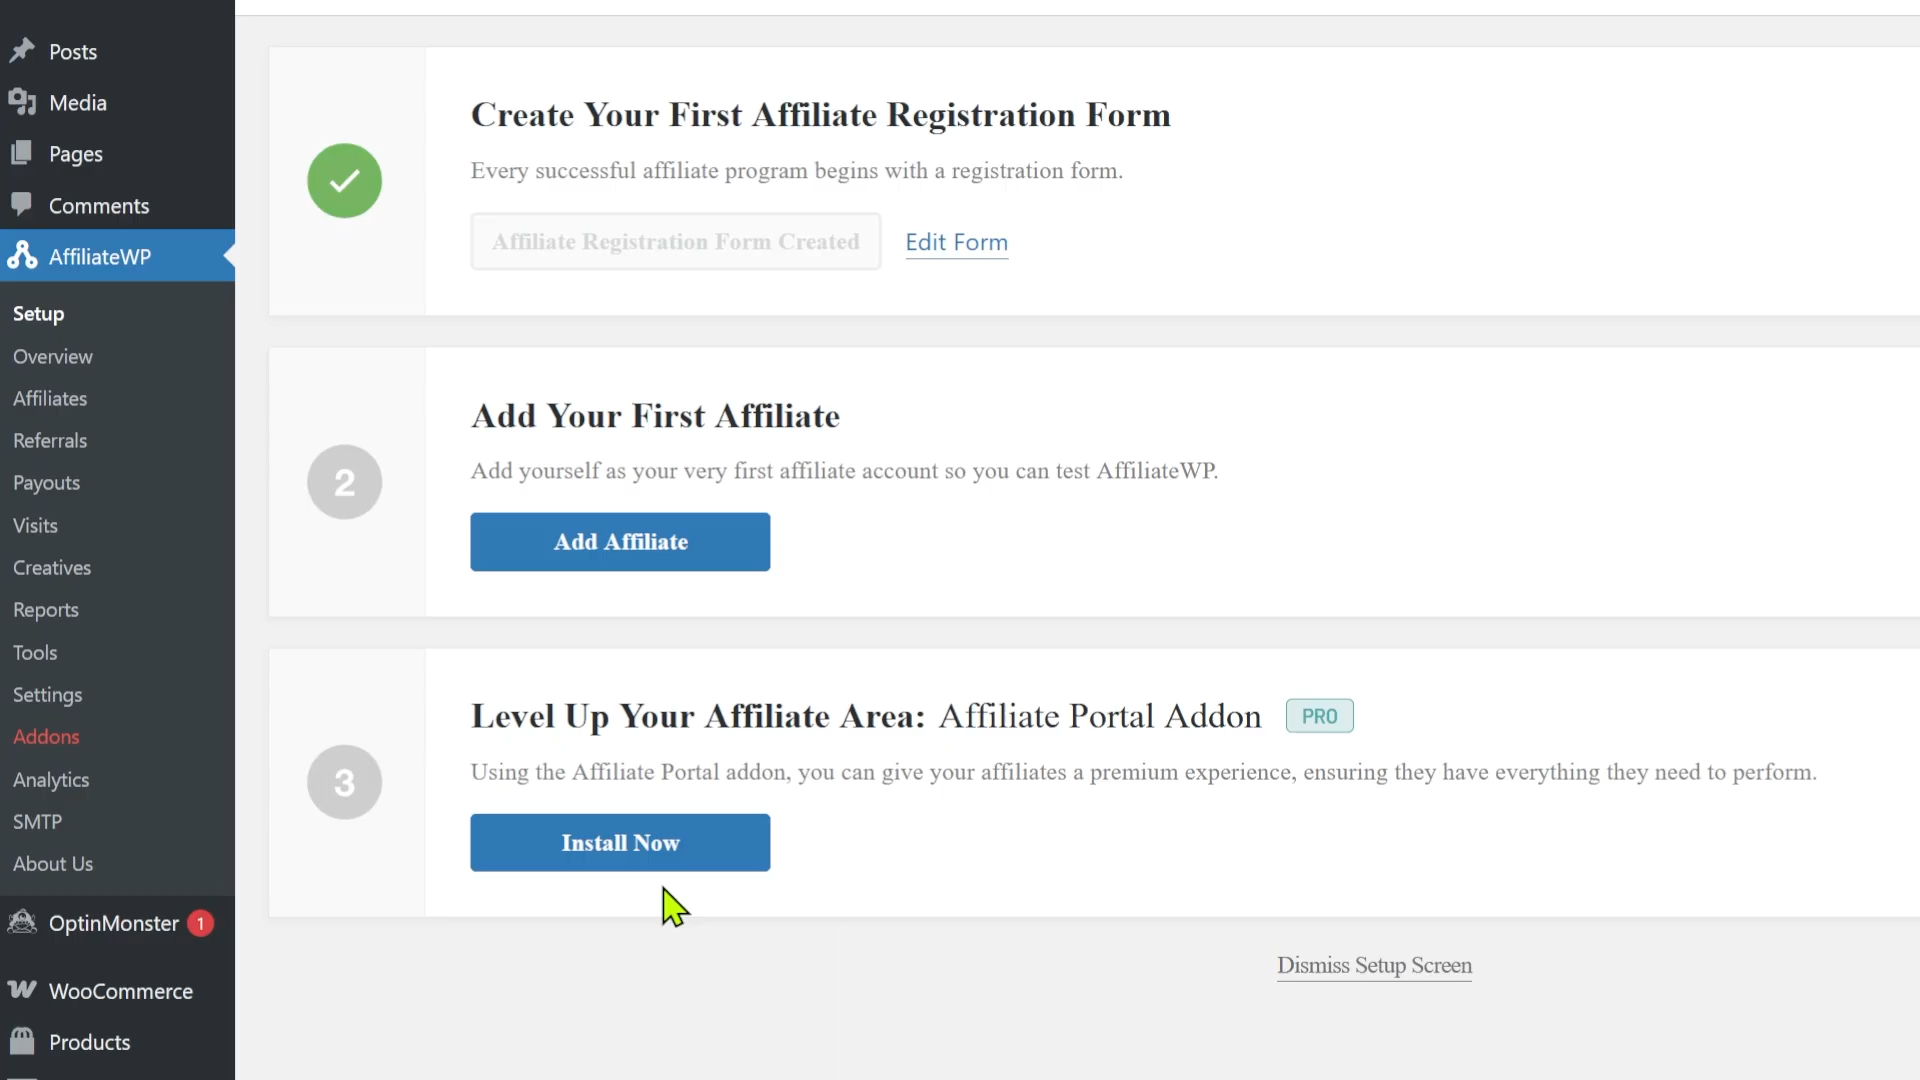 Posts
Media
Pages
Comments
AffiliateWP
Setup
Overview
Affiliates
Referrals
Payouts
Visits
Creatives
Reports
Tools
Settings
Addons
Analytics
SMTP
About Us
OptinMonster 1
WooCommerce
Products
Create Your First Affiliate Registration Form
Every successful affiliate program begins with a registration form.
Affiliate Registration Form Created Edit Form
2
Add Your First Affiliate
Add yourself as your very first affiliate account so you can test AffiliateWP.
Add Affiliate
3
Level Up Your Affiliate Area: Affiliate Portal Addon PRO
Using the Affiliate Portal addon, you can give your affiliates a premium experience, ensuring they have everything they need to perform.
Install Now
Dismiss Setup Screen